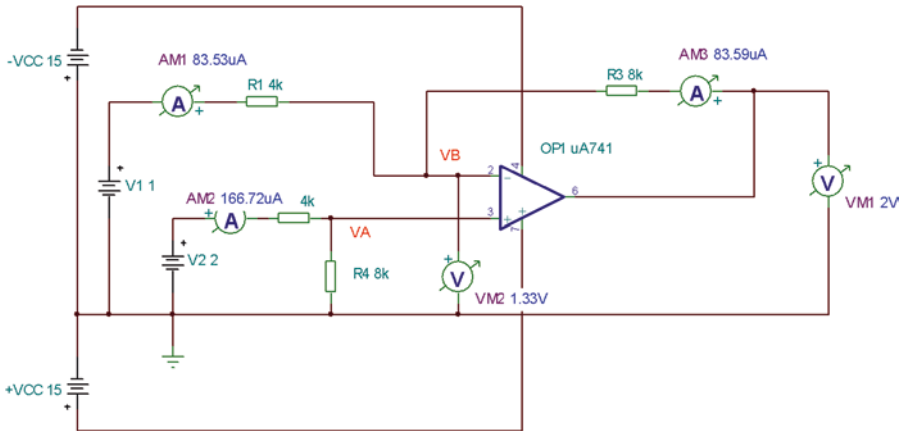 -VCC 15
AM1 83.53uA
A
+
R1 4k
AM3 83.59uA
R3 8k
A
+
OP1 uA741
VB
2
4
-
6
+
V
VM1 2V
V1 1
AM2 166.72uA
+
A
4k
3
+
+
7
VA
V2 2
R4 8k
+
V
VM2 1.33V
+VCC 15
+